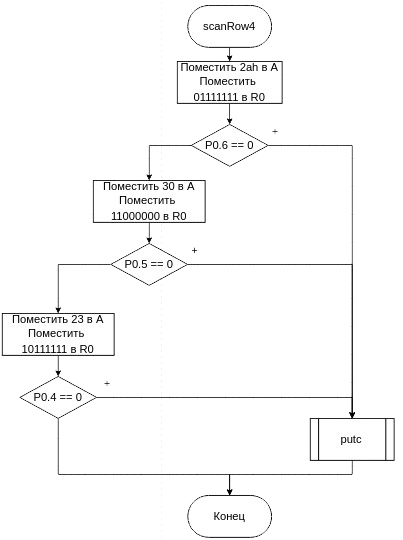 scanRow4
Поместить 2ah в A
Поместить
01111111 в R0
P0.6 == 0
+
Поместить 30 в A
Поместить
11000000 в R0
P0.5 == 0
+
Поместить 23 в A
Поместить
10111111 в R0
P0.4 == 0
+
putc
Конец